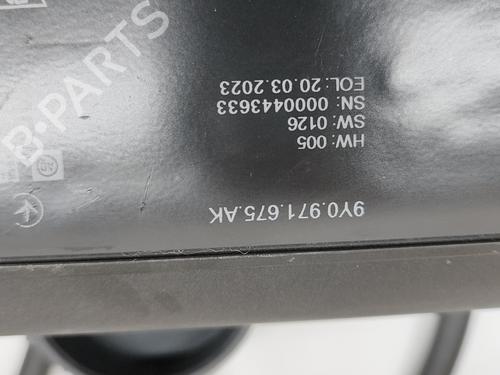 9Y0.971.675.AK
HW: 005
SW: 0126
SN: 0000443633
EOL: 20.03.2023
B-PARTS